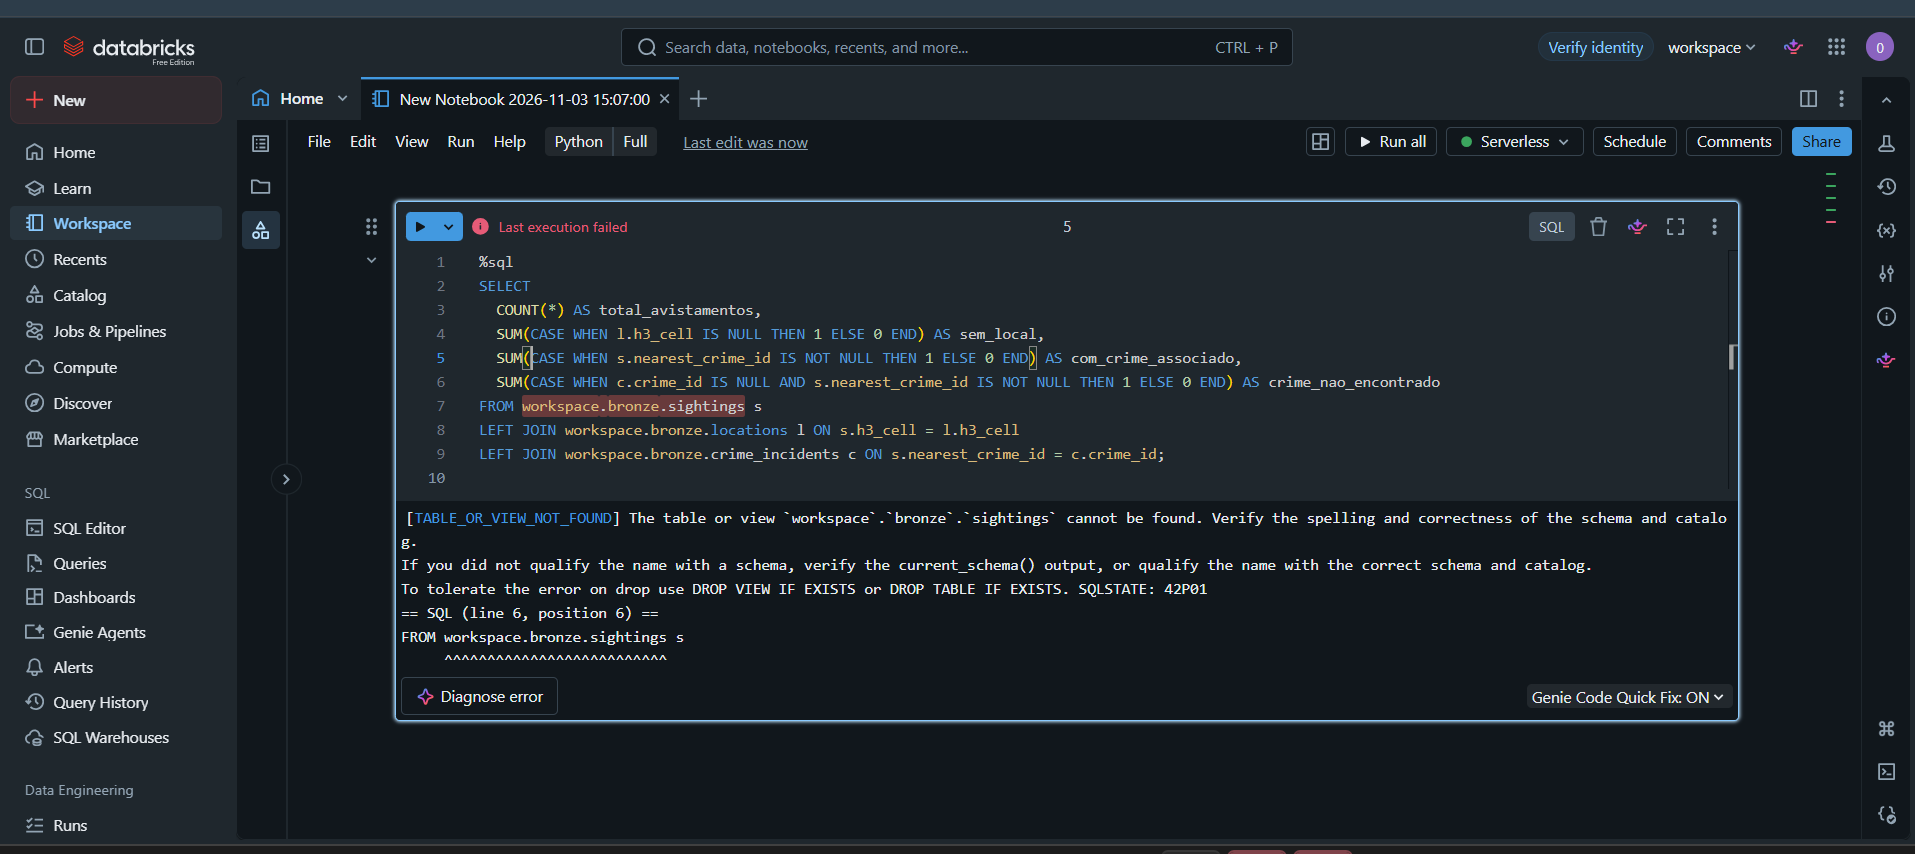 databricks
Free Edition
Search data, notebooks, recents, and more...
CTRL + P
Verify identity
workspace
0
New
Home
Learn
Workspace
Recents
Catalog
Jobs & Pipelines
Compute
Discover
Marketplace
SQL
SQL Editor
Queries
Dashboards
Genie Agents
Alerts
Query History
SQL Warehouses
Data Engineering
Runs
Home
New Notebook 2026-11-03 15:07:00
File Edit View Run Help Python Full Last edit was now
Run all
Serverless
Schedule
Comments
Share
Last execution failed
5
SQL
1 %sql
2 SELECT
3 COUNT(*) AS total_avistamentos,
4 SUM(CASE WHEN l.h3_cell IS NULL THEN 1 ELSE 0 END) AS sem_local,
5 SUM(CASE WHEN s.nearest_crime_id IS NOT NULL THEN 1 ELSE 0 END) AS com_crime_associado,
6 SUM(CASE WHEN c.crime_id IS NULL AND s.nearest_crime_id IS NOT NULL THEN 1 ELSE 0 END) AS crime_nao_encontrado
7 FROM workspace.bronze.sightings s
8 LEFT JOIN workspace.bronze.locations l ON s.h3_cell = l.h3_cell
9 LEFT JOIN workspace.bronze.crime_incidents c ON s.nearest_crime_id = c.crime_id;
10
[TABLE_OR_VIEW_NOT_FOUND] The table or view `workspace`.`bronze`.`sightings` cannot be found. Verify the spelling and correctness of the schema and catalo
g.
If you did not qualify the name with a schema, verify the current_schema() output, or qualify the name with the correct schema and catalog.
To tolerate the error on drop use DROP VIEW IF EXISTS or DROP TABLE IF EXISTS. SQLSTATE: 42P01
== SQL (line 6, position 6) ==
FROM workspace.bronze.sightings s
^^^^^^^^^^^^^^^^^^^^^^^^^^
Diagnose error
Genie Code Quick Fix: ON